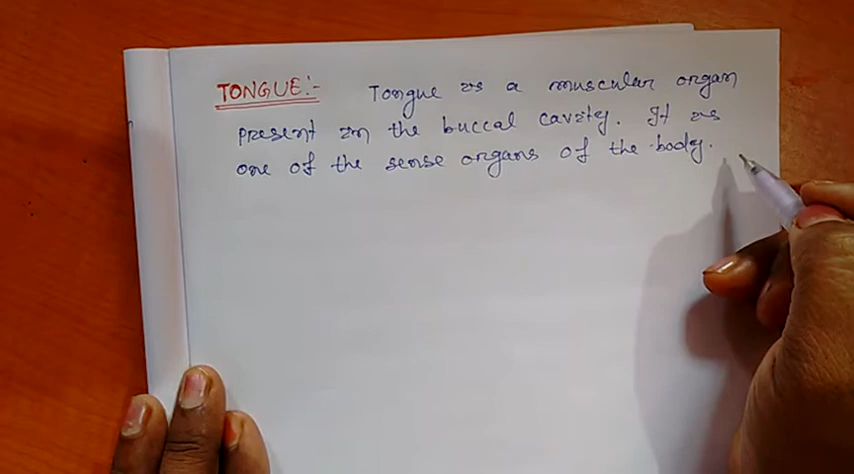 TONGUE:- Tongue is a muscular organ
present in the buccal cavity. It is
one of the sense organs of the body.